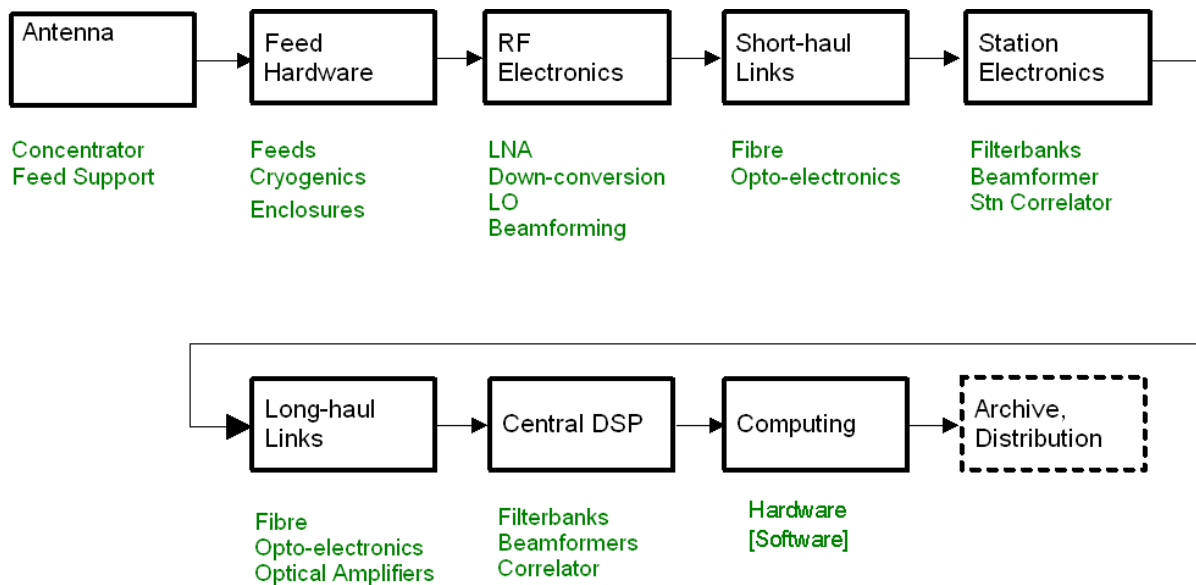 Antenna
Feed
Hardware
RF
Electronics
Short-haul
Links
Station
Electronics
Concentrator
Feed Support
Feeds
Cryogenics
Enclosures
LNA
Down-conversion
LO
Beamforming
Fibre
Opto-electronics
Filterbanks
Beamformer
Stn Correlator
Long-haul
Links
Central DSP
Computing
Archive,
Distribution
Fibre
Opto-electronics
Optical Amplifiers
Filterbanks
Beamformers
Correlator
Hardware
[Software]